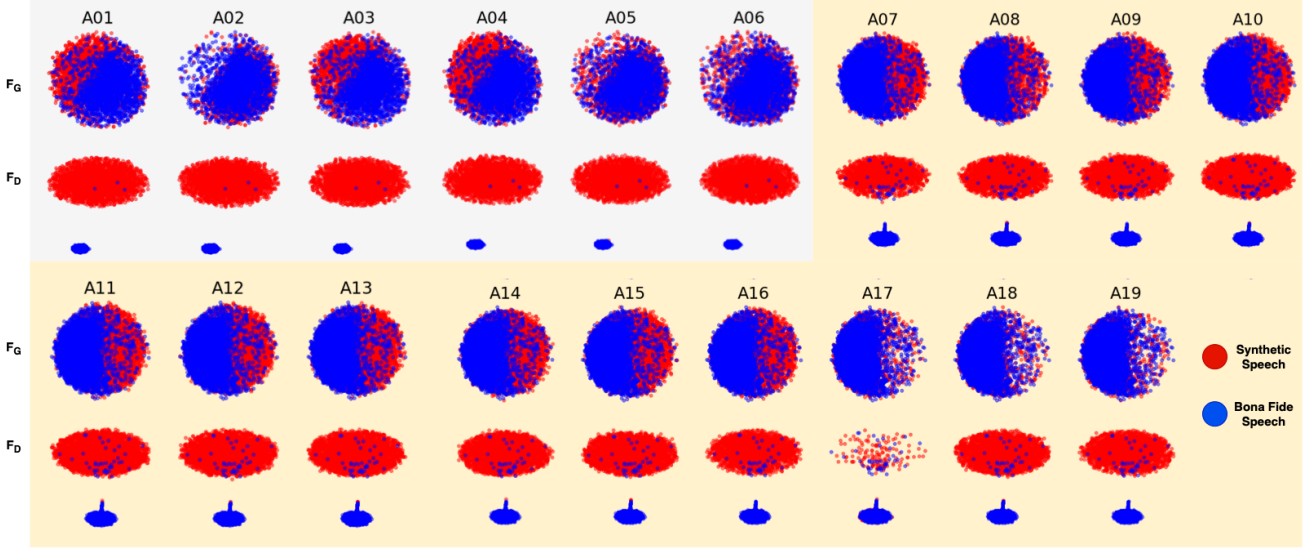 A01 A02 A03 A04 A05 A06 A07 A08 A09 A10
FG
FD
A11 A12 A13 A14 A15 A16 A17 A18 A19
FG
Synthetic
Speech
Bona Fide
Speech
FD